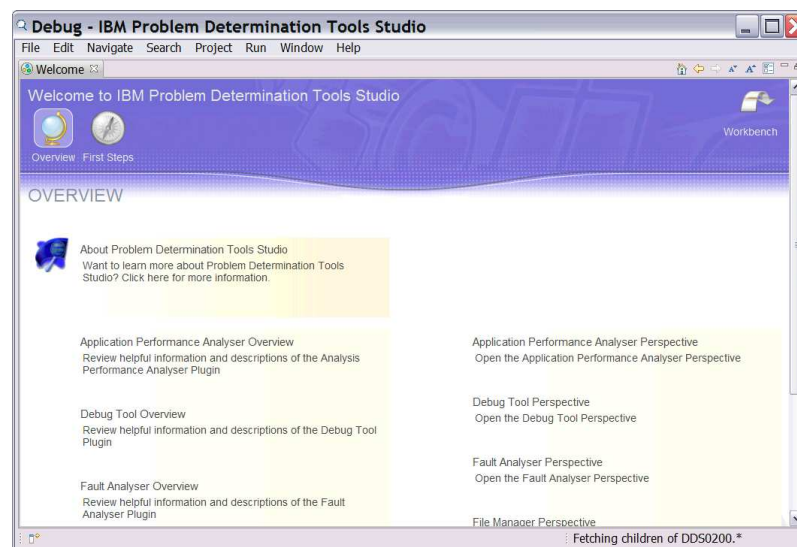 Debug - IBM Problem Determination Tools Studio
File Edit Navigate Search Project Run Window Help
Welcome
Welcome to IBM Problem Determination Tools Studio
Workbench
Overview First Steps
OVERVIEW
About Problem Determination Tools Studio
Want to learn more about Problem Determination Tools
Studio? Click here for more information.
Application Performance Analyser Overview
Review helpful information and descriptions of the Analysis
Performance Analyser Plugin
Application Performance Analyser Perspective
Open the Application Performance Analyser Perspective
Debug Tool Overview
Review helpful information and descriptions of the Debug Tool
Plugin
Debug Tool Perspective
Open the Debug Tool Perspective
Fault Analyser Overview
Review helpful information and descriptions of the Fault
Analyser Plugin
Fault Analyser Perspective
Open the Fault Analyser Perspective
File Manager Perspective
Fetching children of DDS0200.*